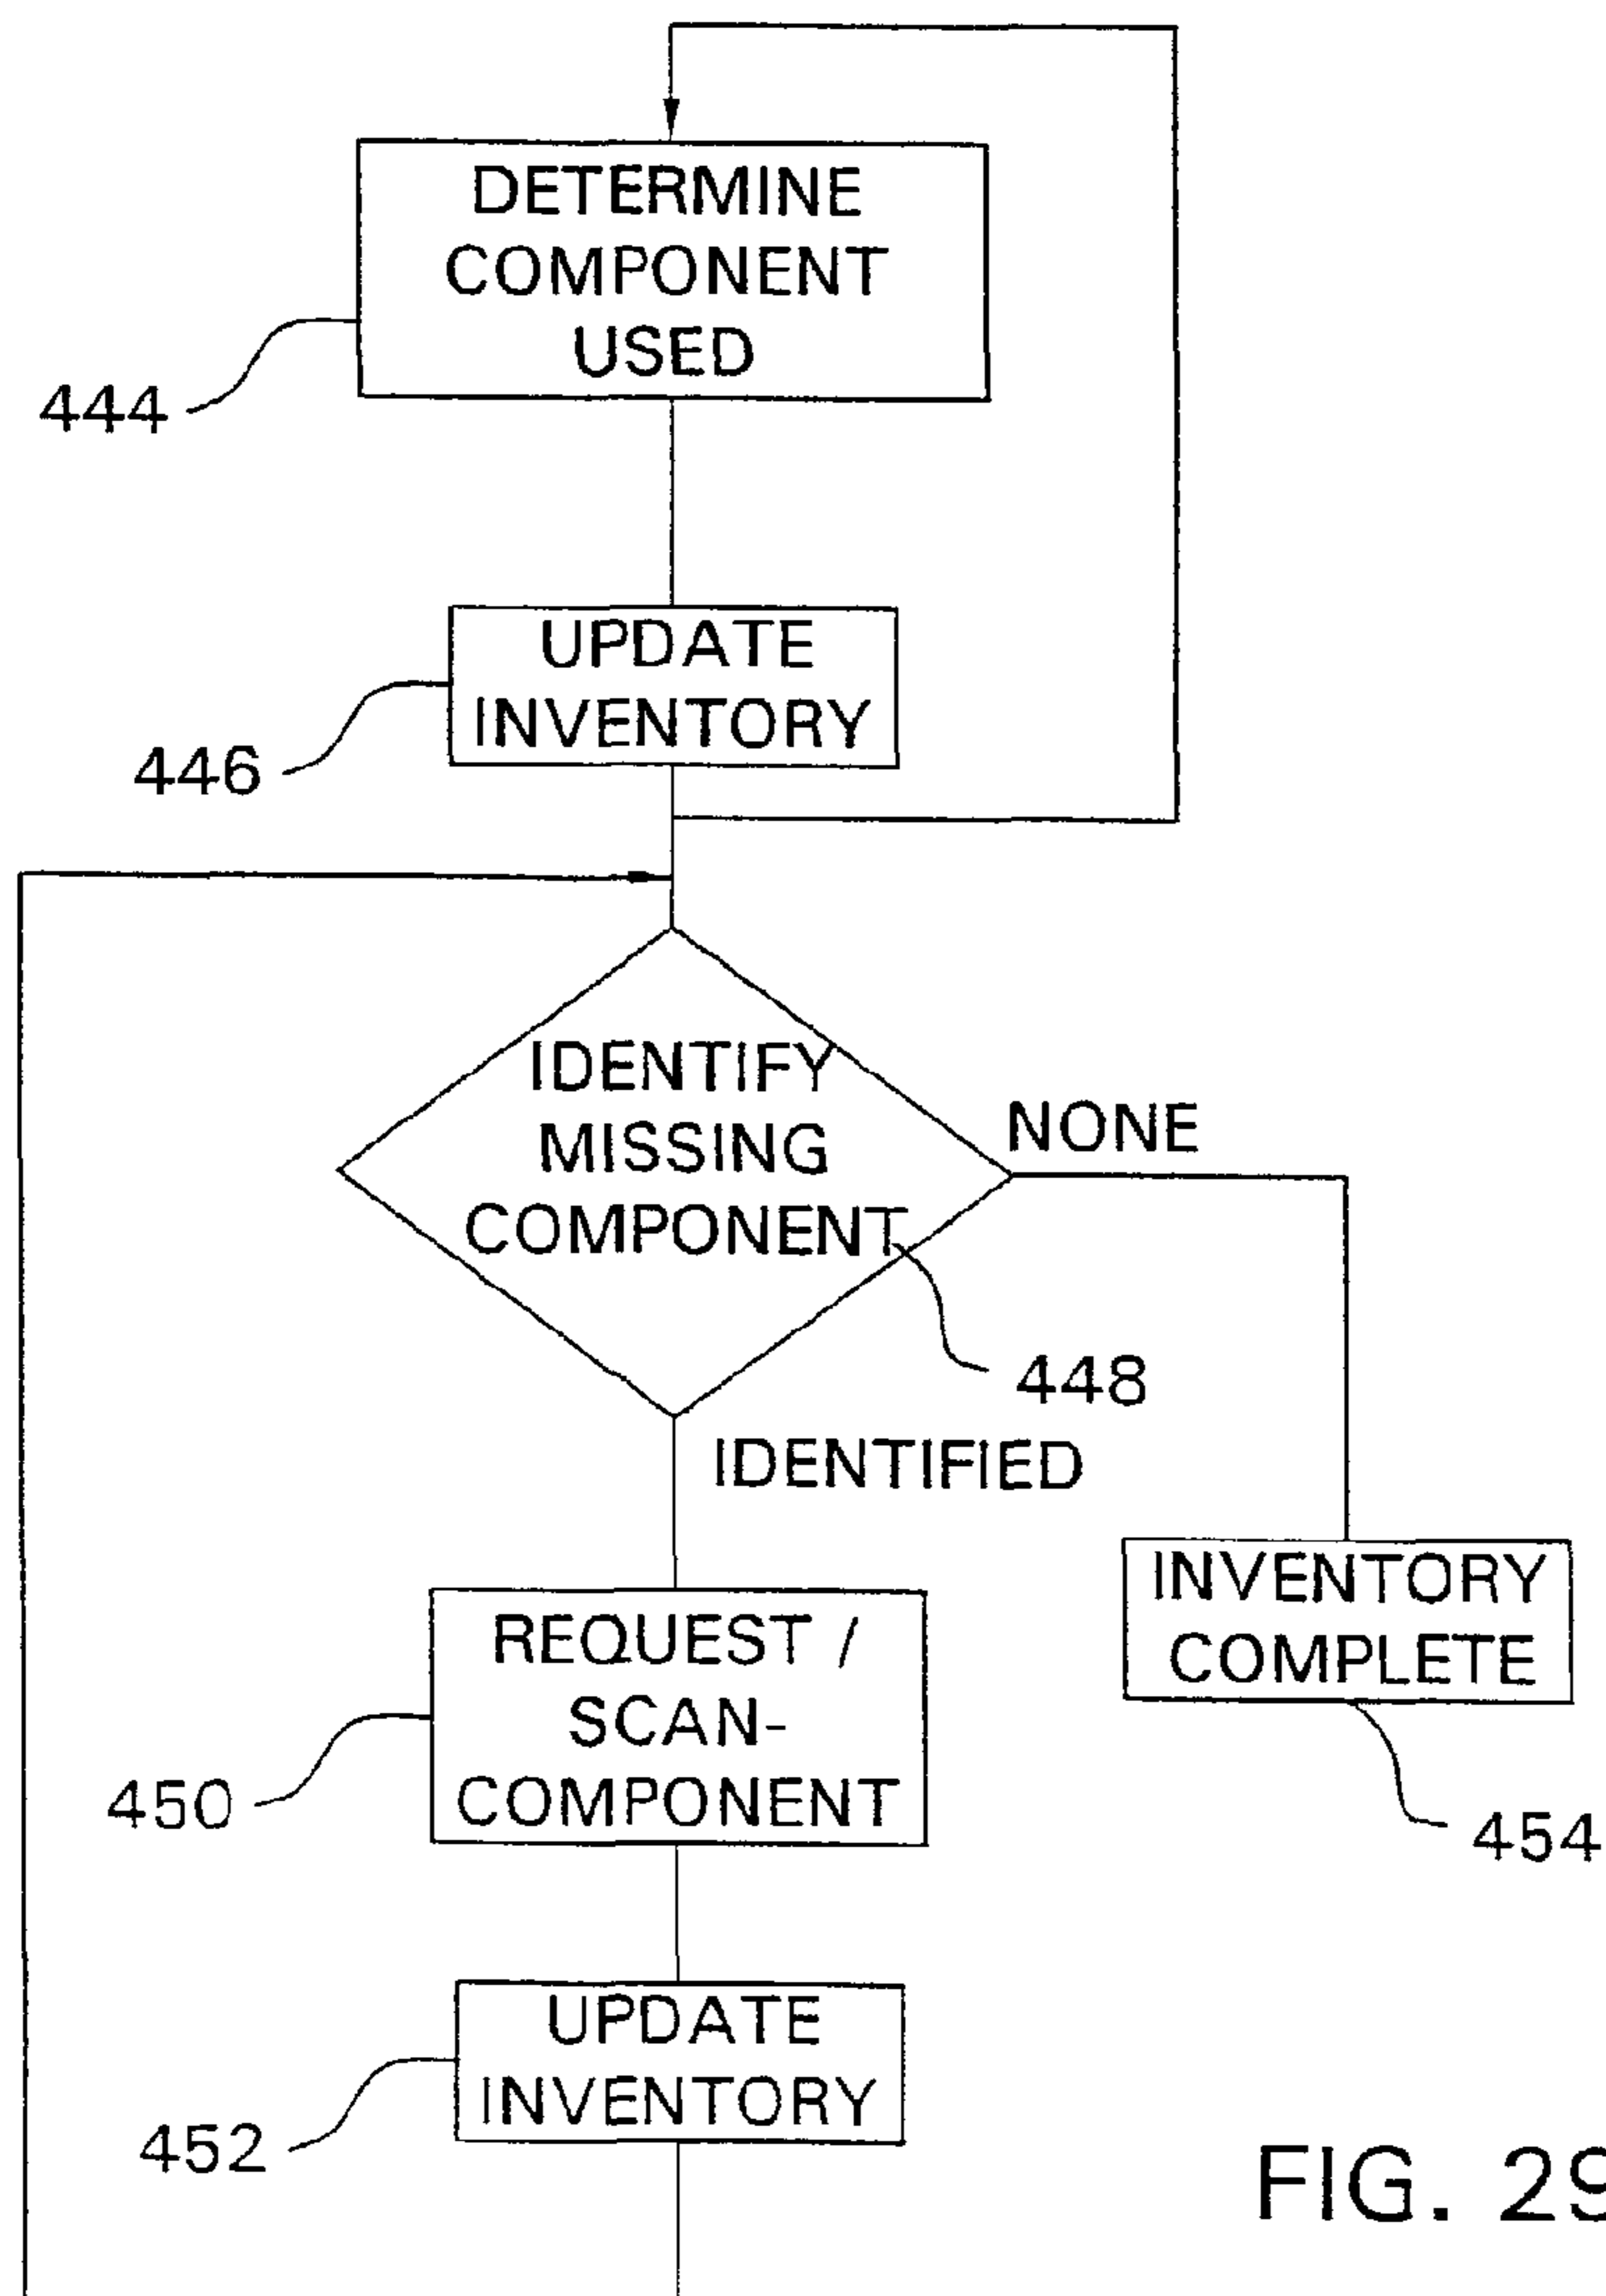 DETERMINE
COMPONENT
USED
444
UPDATE
INVENTORY
446
IDENTIFY
MISSING
COMPONENT
NONE
448
IDENTIFIED
REQUEST /
SCAN-
COMPONENT
450
INVENTORY
COMPLETE
454
UPDATE
INVENTORY
452
FIG. 29